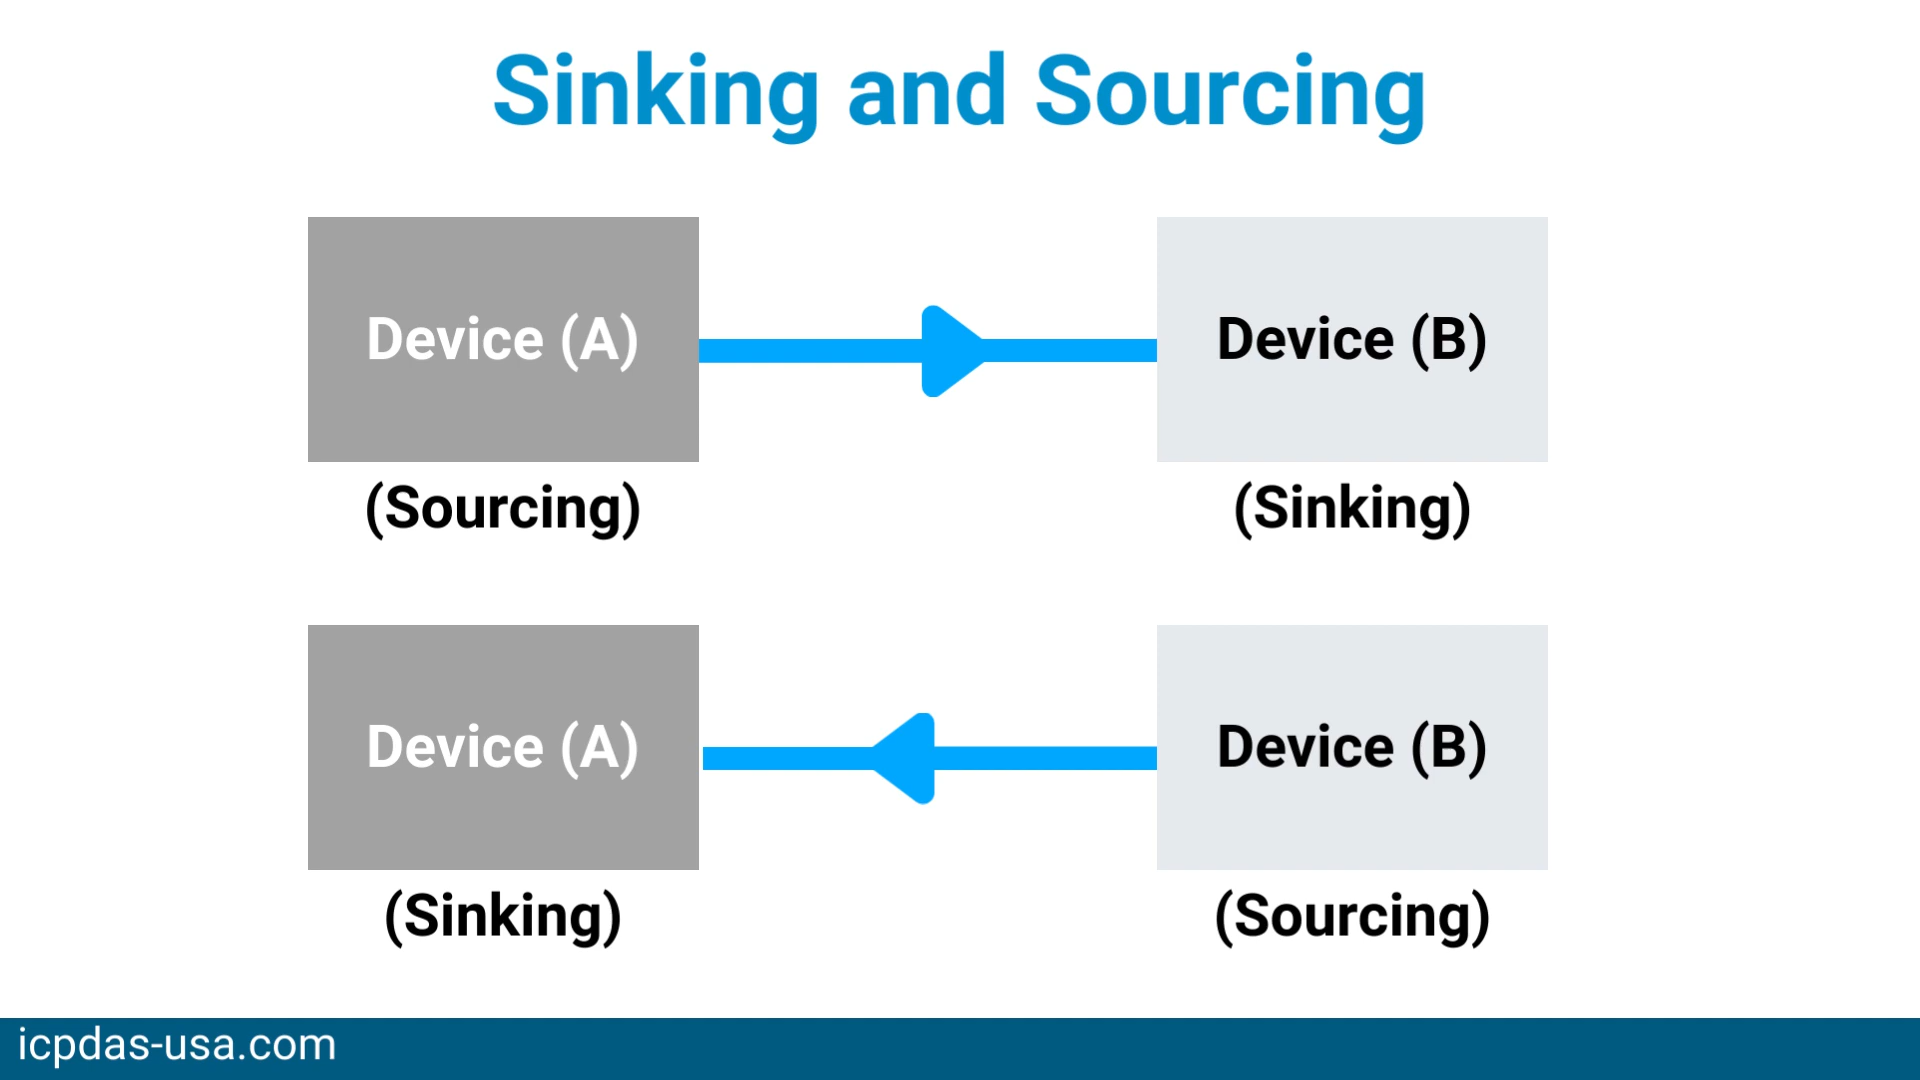 Sinking and Sourcing
Device (A)
Device (B)
(Sourcing)
(Sinking)
Device (A)
Device (B)
(Sinking)
(Sourcing)
icpdas-usa.com